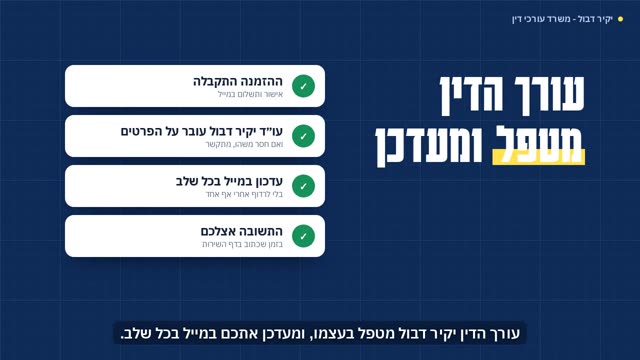 יקיר דבול - משרד עורכי דין
עורך הדין
מטפל ומעדכן
ההזמנה התקבלה
אישור ותשלום במייל
עו״ד יקיר דבול עובר על הפרטים
ואם חסר משהו, מתקשר
עדכון במייל בכל שלב
בלי לרדוף אחרי אף אחד
התשובה אצלכם
בזמן שכתוב בדף השירות
עורך הדין יקיר דבול מטפל בעצמו, ומעדכן אתכם במייל בכל שלב.